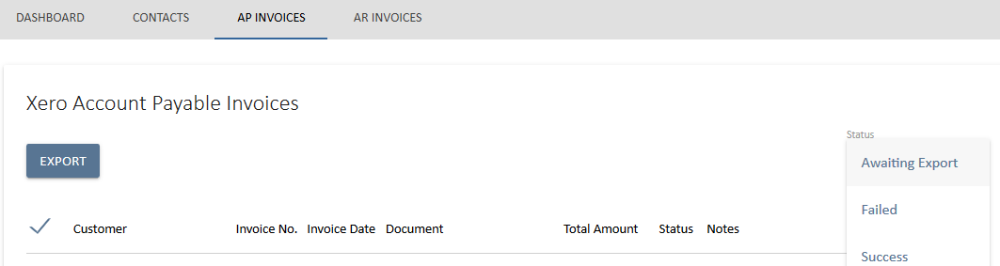 DASHBOARD CONTACTS AP INVOICES AR INVOICES
Xero Account Payable Invoices
Status
EXPORT
Awaiting Export
Failed
Customer Invoice No. Invoice Date Document Total Amount Status Notes
Success